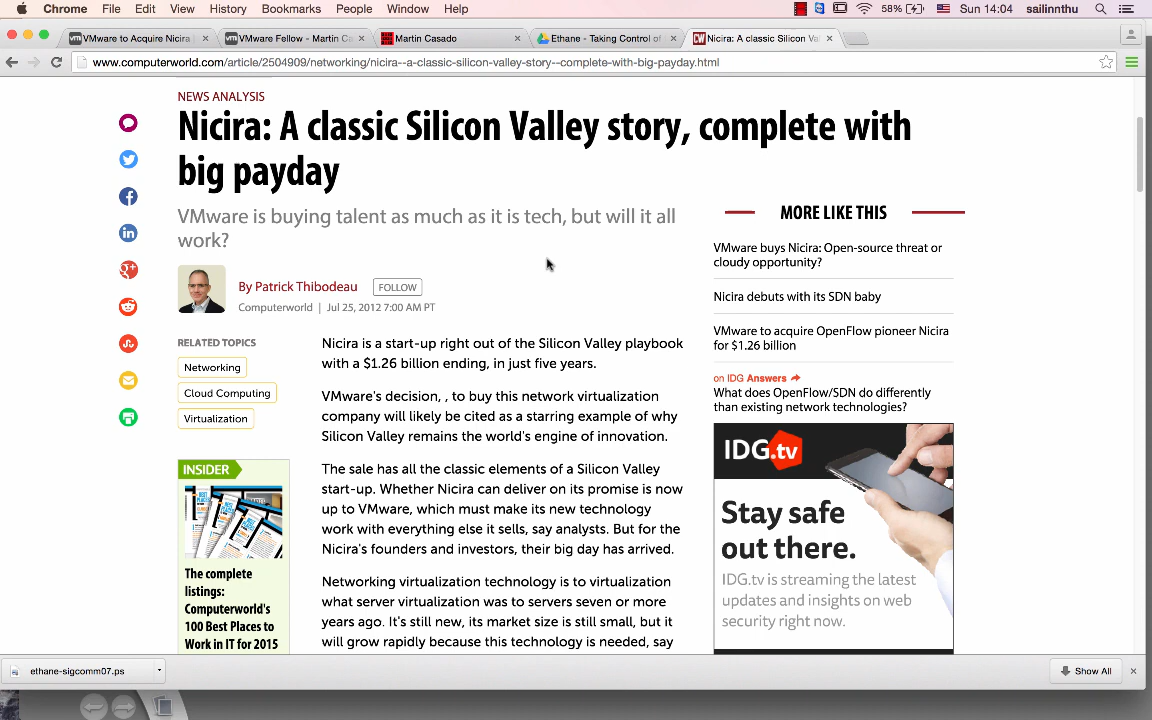 Chrome File Edit View History Bookmarks People Window Help 58% Sun 14:04 sailinnthu
vm VMware to Acquire Nicira vm VMware Fellow - Martin Ca Martin Casado Ethane - Taking Control of CW Nicira: A classic Silicon Va
www.computerworld.com/article/2504909/networking/nicira--a-classic-silicon-valley-story--complete-with-big-payday.html
NEWS ANALYSIS
Nicira: A classic Silicon Valley story, complete with
big payday
VMware is buying talent as much as it is tech, but will it all
work?
By Patrick Thibodeau FOLLOW
Computerworld | Jul 25, 2012 7:00 AM PT
RELATED TOPICS
Networking
Cloud Computing
Virtualization
INSIDER
The complete
listings:
Computerworld's
100 Best Places to
Work in IT for 2015
Nicira is a start-up right out of the Silicon Valley playbook
with a $1.26 billion ending, in just five years.
VMware's decision, , to buy this network virtualization
company will likely be cited as a starring example of why
Silicon Valley remains the world's engine of innovation.
The sale has all the classic elements of a Silicon Valley
start-up. Whether Nicira can deliver on its promise is now
up to VMware, which must make its new technology
work with everything else it sells, say analysts. But for the
Nicira's founders and investors, their big day has arrived.
Networking virtualization technology is to virtualization
what server virtualization was to servers seven or more
years ago. It's still new, its market size is still small, but it
will grow rapidly because this technology is needed, say
MORE LIKE THIS
VMware buys Nicira: Open-source threat or
cloudy opportunity?
Nicira debuts with its SDN baby
VMware to acquire OpenFlow pioneer Nicira
for $1.26 billion
on IDG Answers
What does OpenFlow/SDN do differently
than existing network technologies?
IDG.tv
Stay safe
out there.
IDG.tv is streaming the latest
updates and insights on web
security right now.
ethane-sigcomm07.ps Show All